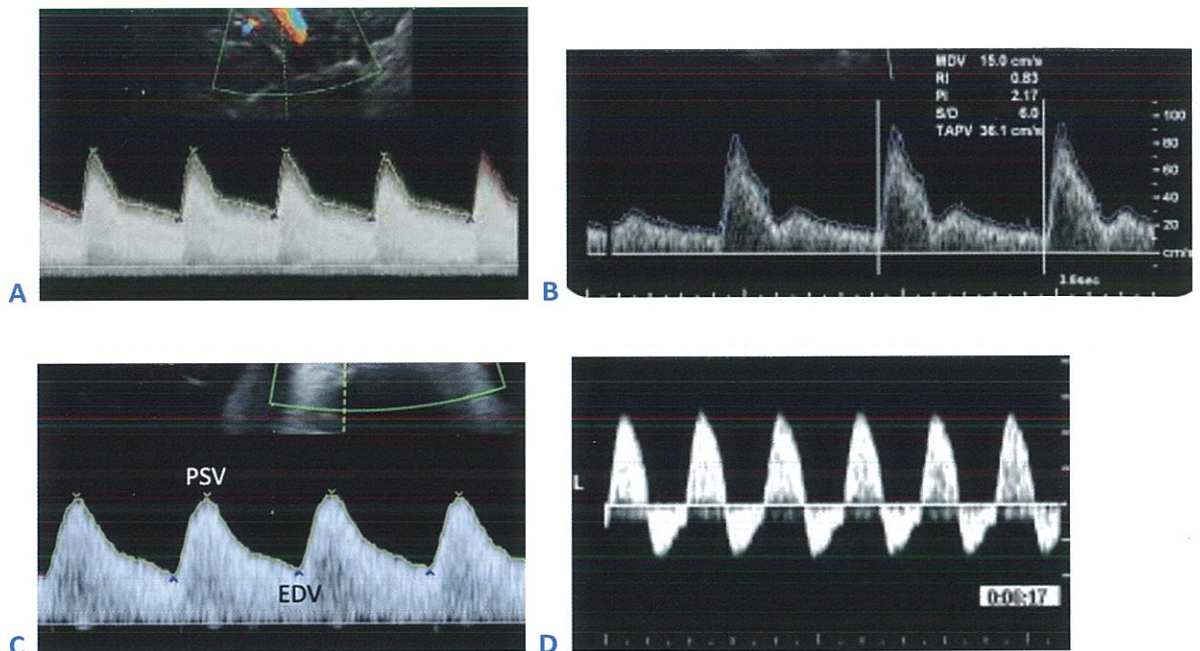 A
B
MDV 15.0 cm/s
RI 0.83
PI 2.17
S/D 6.0
TAPV 36.1 cm/s
100
80
60
40
20
cm/s
3.6sec
C
PSV
EDV
D
L
0:00:17